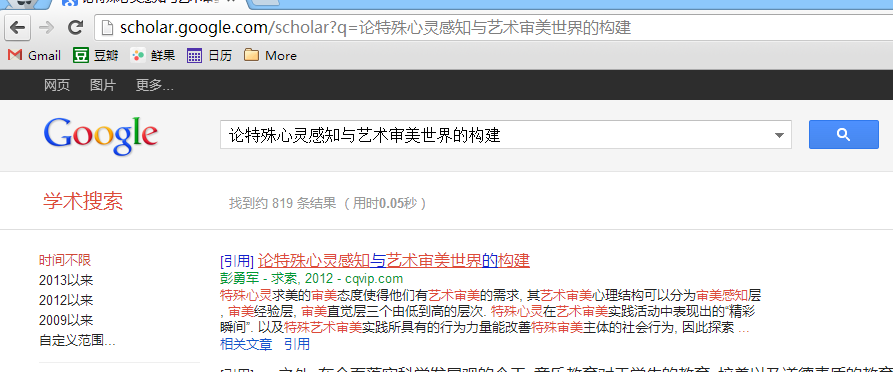 scholar.google.com/scholar?q=论特殊心灵感知与艺术审美世界的构建
Gmail 豆瓣 鲜果 日历 More
网页 图片 更多...
Google 论特殊心灵感知与艺术审美世界的构建
学术搜索 找到约 819 条结果 （用时0.05秒）
时间不限
2013以来
2012以来
2009以来
自定义范围...
[引用] 论特殊心灵感知与艺术审美世界的构建
彭勇军 - 求索, 2012 - cqvip.com
特殊心灵求美的审美态度使得他们有艺术审美的需求, 其艺术审美心理结构可以分为审美感知层
, 审美经验层, 审美直觉层三个由低到高的层次. 特殊心灵在艺术审美实践活动中表现出的“精彩
瞬间”. 以及特殊艺术审美实践所具有的行为力量能改善特殊审美主体的社会行为, 因此探索 ...
相关文章 引用